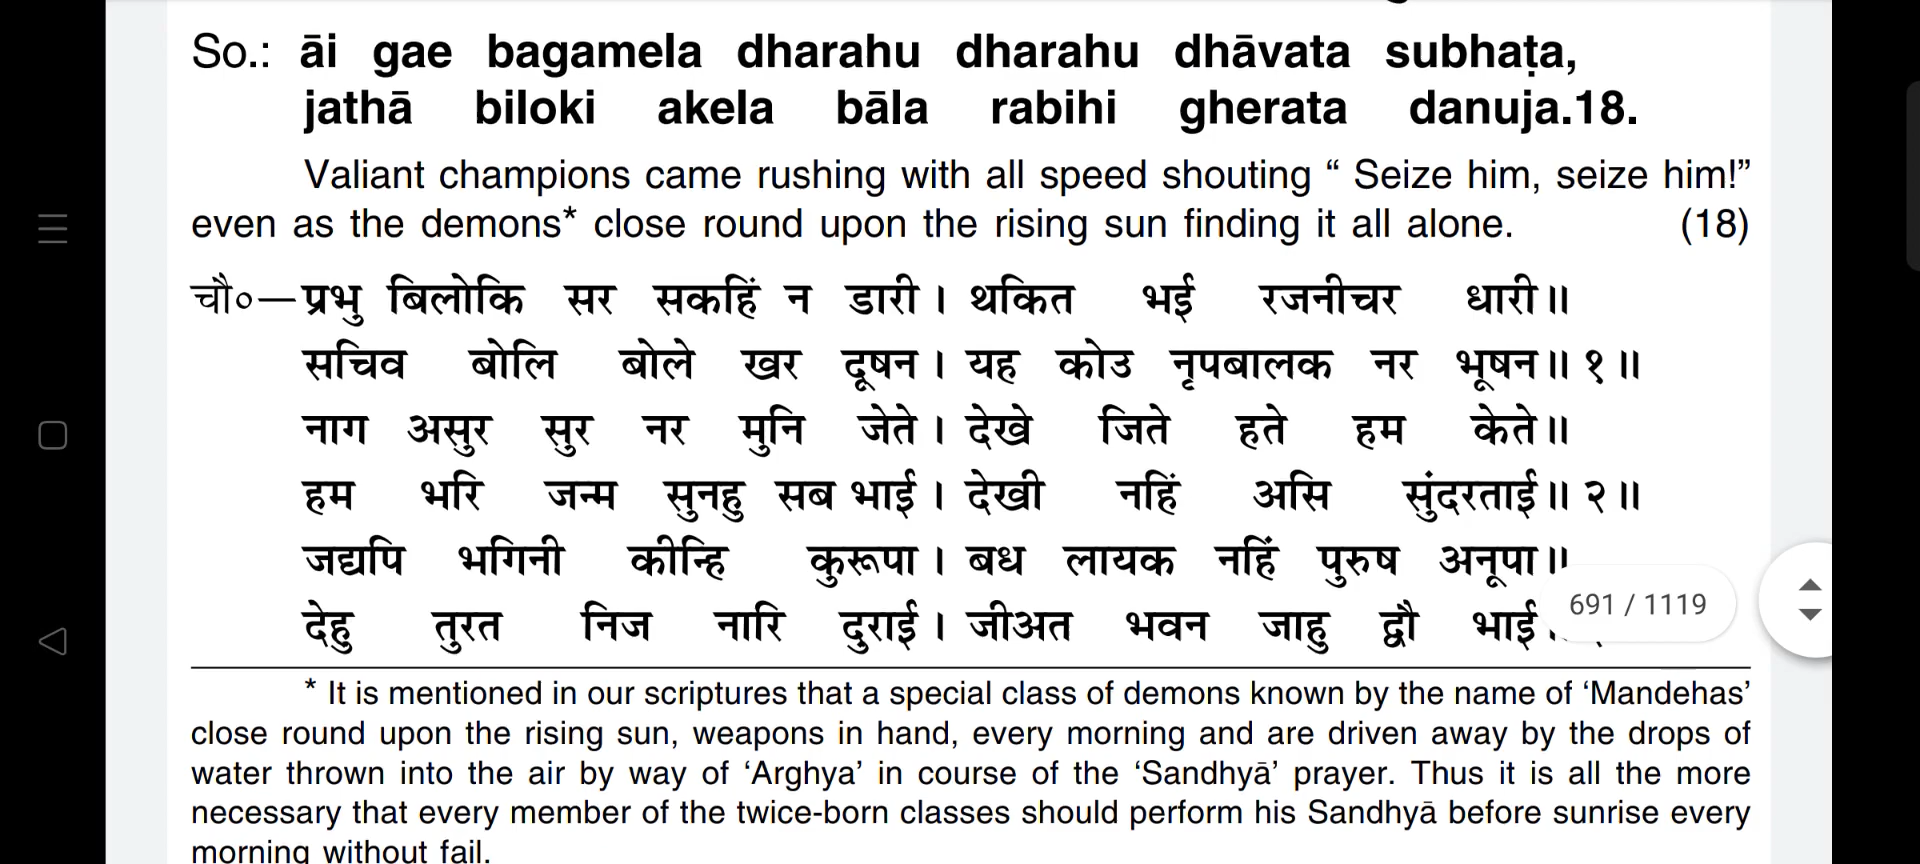 So.: āi gae bagamela dharahu dharahu dhāvata subhaṭa,
jathā biloki akela bāla rabihi gherata danuja.18.
Valiant champions came rushing with all speed shouting “ Seize him, seize him!”
even as the demons* close round upon the rising sun finding it all alone. (18)
चौ०—प्रभु बिलोकि सर सकहिं न डारी। थकित भई रजनीचर धारी॥
सचिव बोलि बोले खर दूषन। यह कोउ नृपबालक नर भूषन॥ १॥
नाग असुर सुर नर मुनि जेते। देखे जिते हते हम केते॥
हम भरि जन्म सुनहु सब भाई। देखी नहिं असि सुंदरताई॥ २॥
जद्यपि भगिनी कीन्हि कुरूपा। बध लायक नहिं पुरुष अनूपा॥
देहु तुरत निज नारि दुराई। जीअत भवन जाहु द्वौ भाई
691 / 1119
* It is mentioned in our scriptures that a special class of demons known by the name of ‘Mandehas’
close round upon the rising sun, weapons in hand, every morning and are driven away by the drops of
water thrown into the air by way of ‘Arghya’ in course of the ‘Sandhyā’ prayer. Thus it is all the more
necessary that every member of the twice-born classes should perform his Sandhyā before sunrise every
morning without fail.